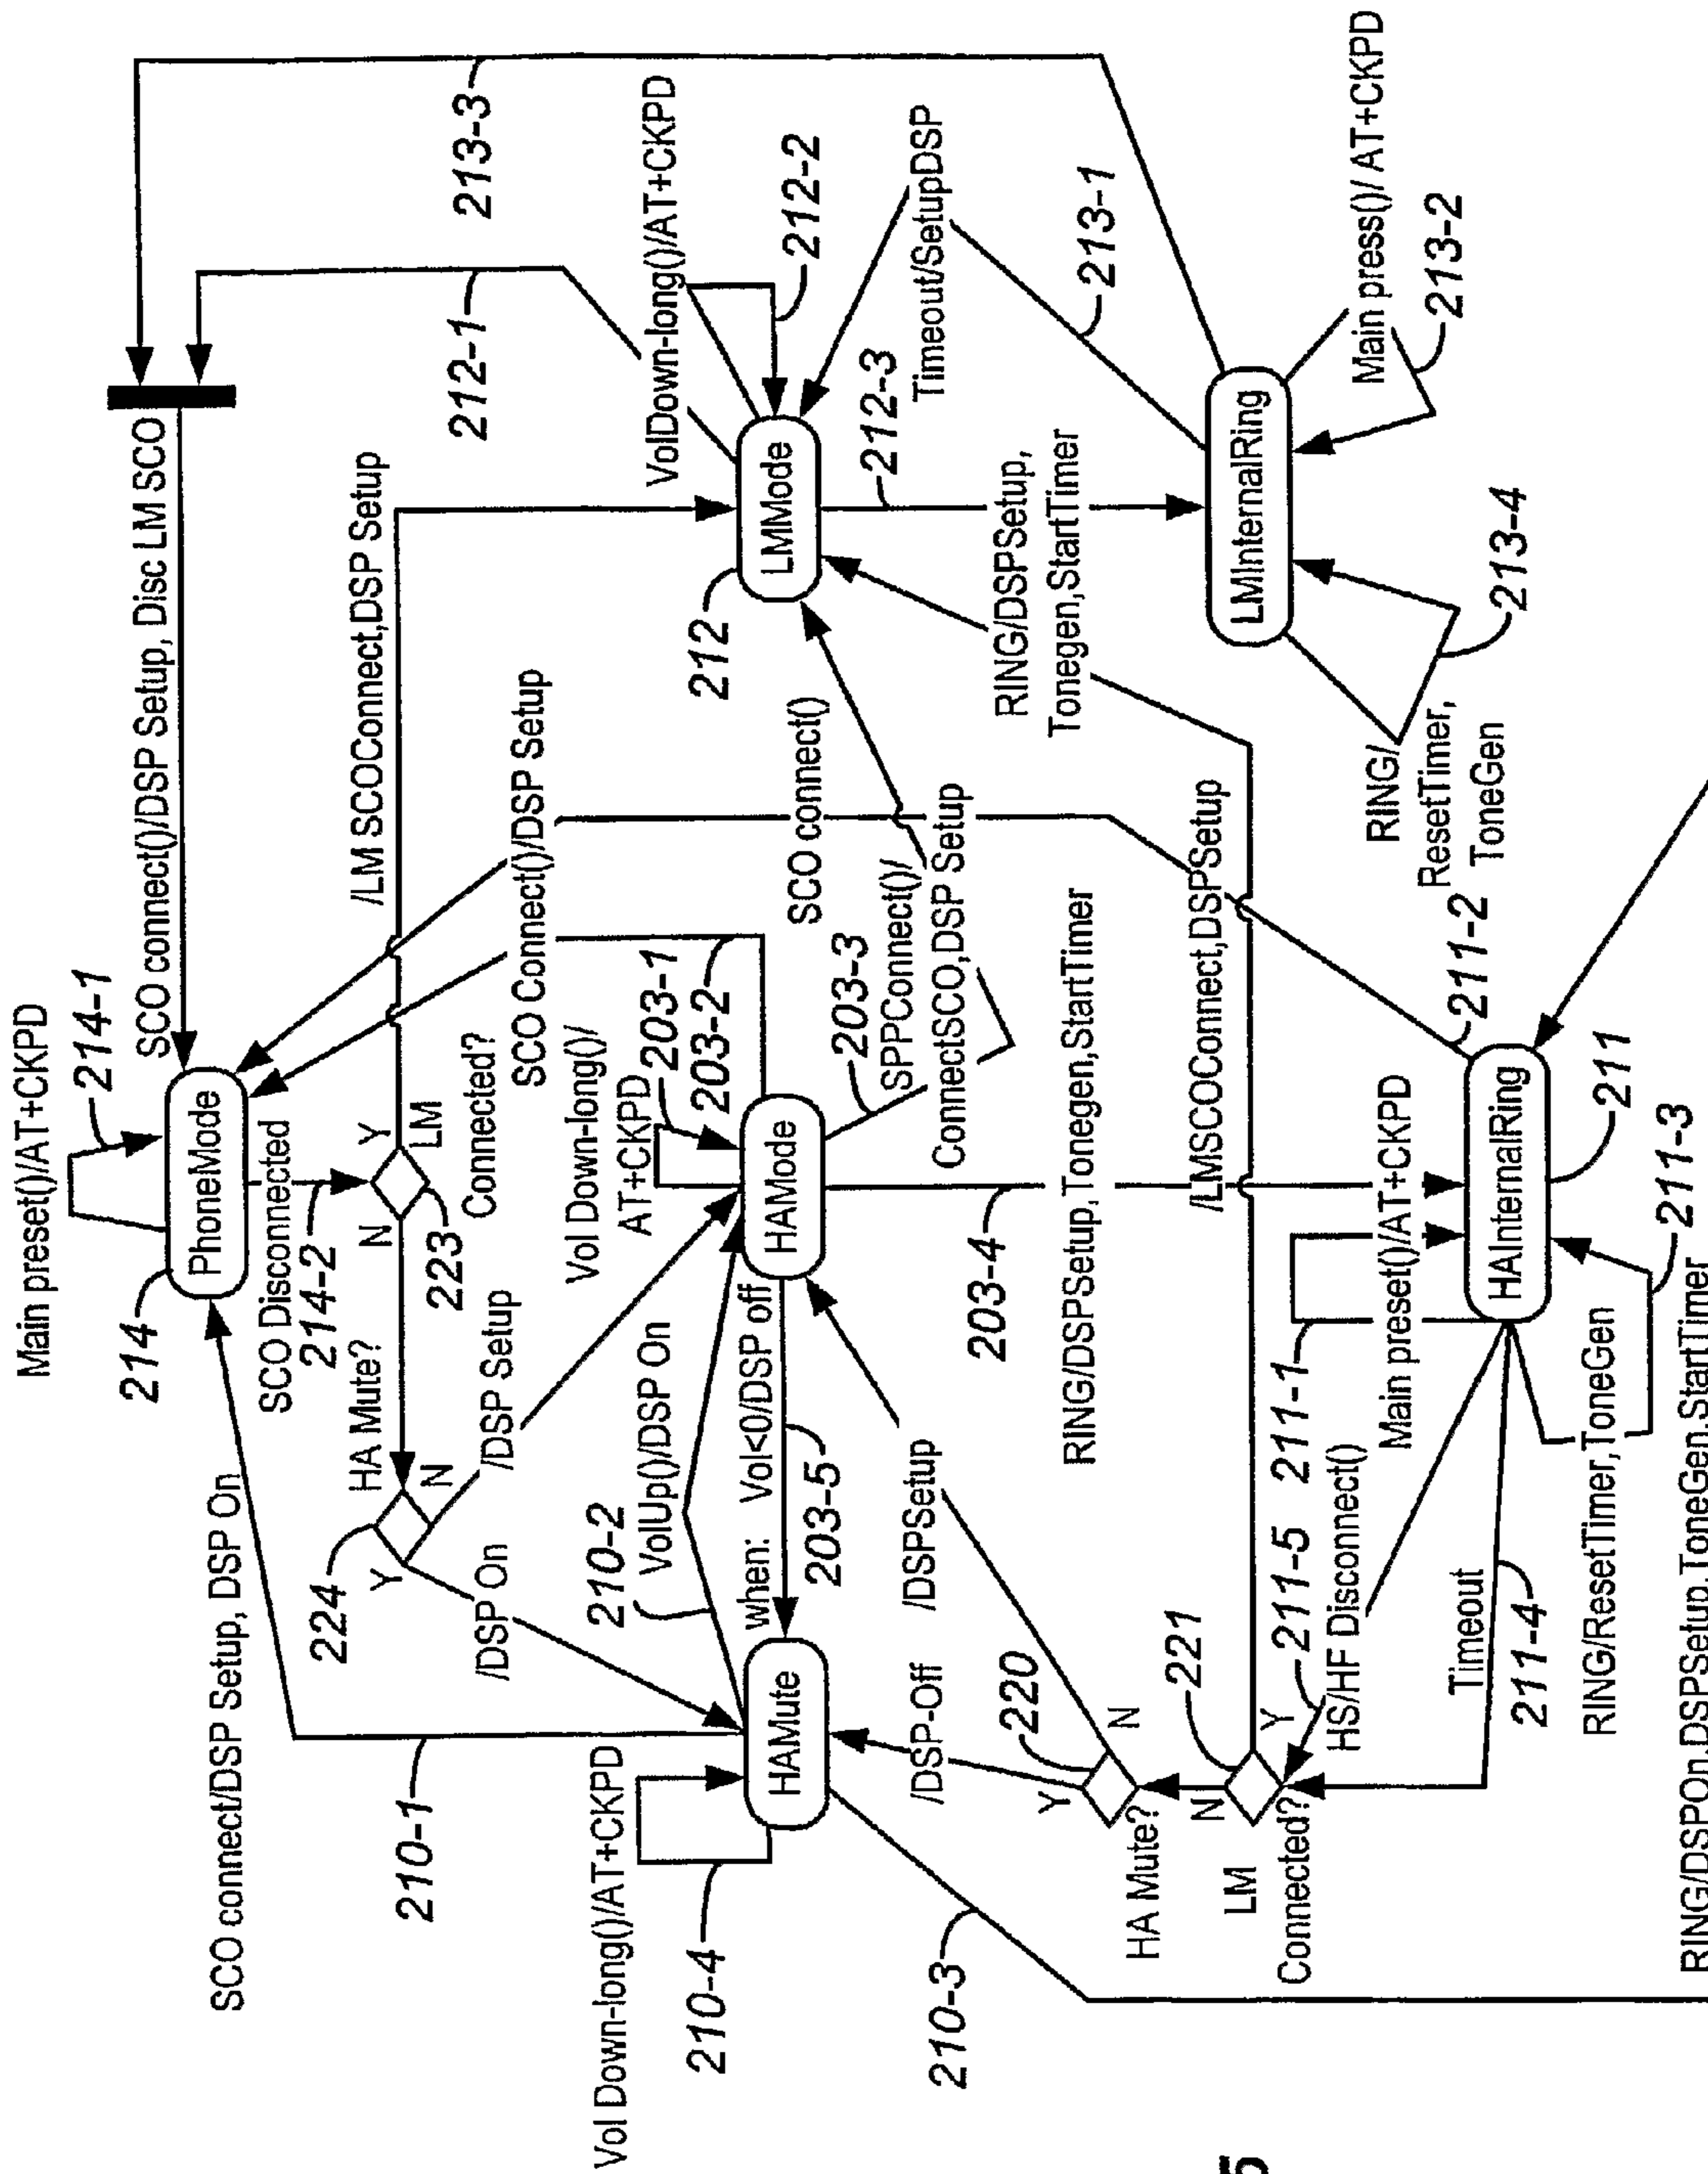 Main preset()/AT+CKPD
214-1
214
PhoneMode
SCO connect()/DSP Setup, Disc LM SCO
213-3
SCO connect/DSP Setup, DSP On
SCO Disconnected
214-2
N
Y
LM
Connected?
223
/LM SCOConnect,DSP Setup
212-1
HA Mute?
224
Y
N
/DSP Setup
/DSP On
210-1
SCO Connect()/DSP Setup
SCO Connect()/DSP Setup
Vol Down-long()/
AT+CKPD
203-1
203-2
VolDown-long()/AT+CKPD
212-2
Vol Down-long()/AT+CKPD
210-4
210-2
VolUp()/DSP On
HAMute
when: Vol<0/DSP off
203-5
HAMode
203-3
SPPConnect()/
ConnectSCO,DSP Setup
SCO connect()
212
LMMode
212-3
Timeout/SetupDSP
210-3
/DSP-Off
/DSPSetup
203-4
RING/DSPSetup,Tonegen,StartTimer
RING/DSPSetup,
Tonegen,StartTimer
213-1
220
Y
N
HA Mute?
221
N
Y
LM
Connected?
/LMSCOConnect,DSPSetup
LMInternalRing
Main press()/ AT+CKPD
213-2
RING/
ResetTimer,
ToneGen
213-4
211-5
HS/HF Disconnect()
211-1
Main preset()/AT+CKPD
211-2
HAInternalRing
211
Timeout
211-4
RING/ResetTimer,ToneGen
211-3
RING/DSPOn,DSPSetup,ToneGen,StartTimer
5